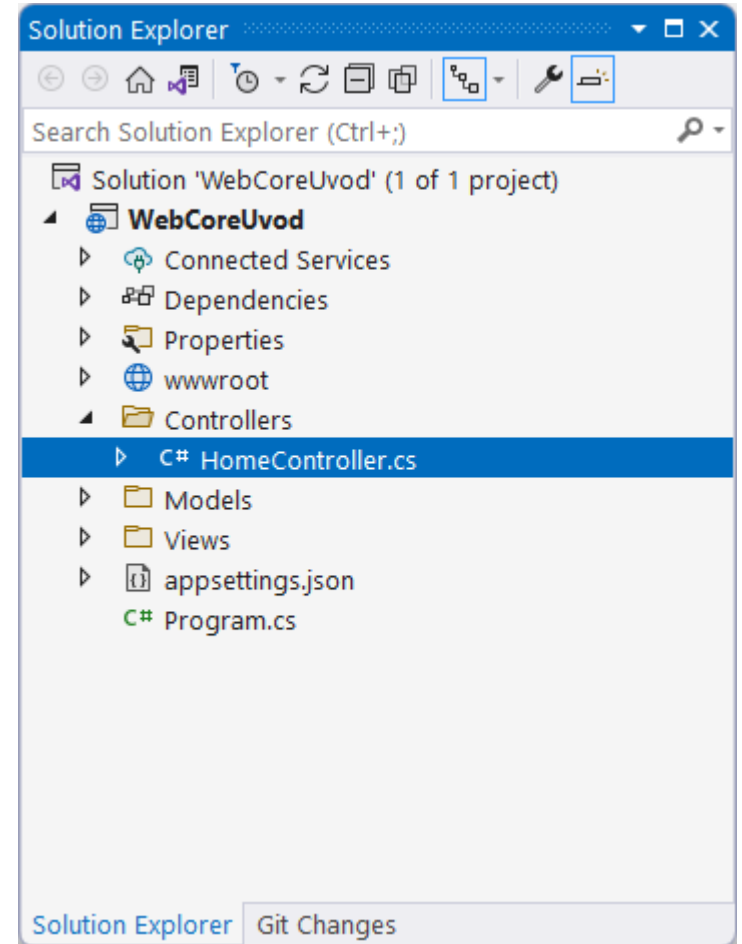 Solution Explorer
Search Solution Explorer (Ctrl+;)
Solution 'WebCoreUvod' (1 of 1 project)
WebCoreUvod
Connected Services
Dependencies
Properties
wwwroot
Controllers
C# HomeController.cs
Models
Views
appsettings.json
C# Program.cs
Solution Explorer Git Changes